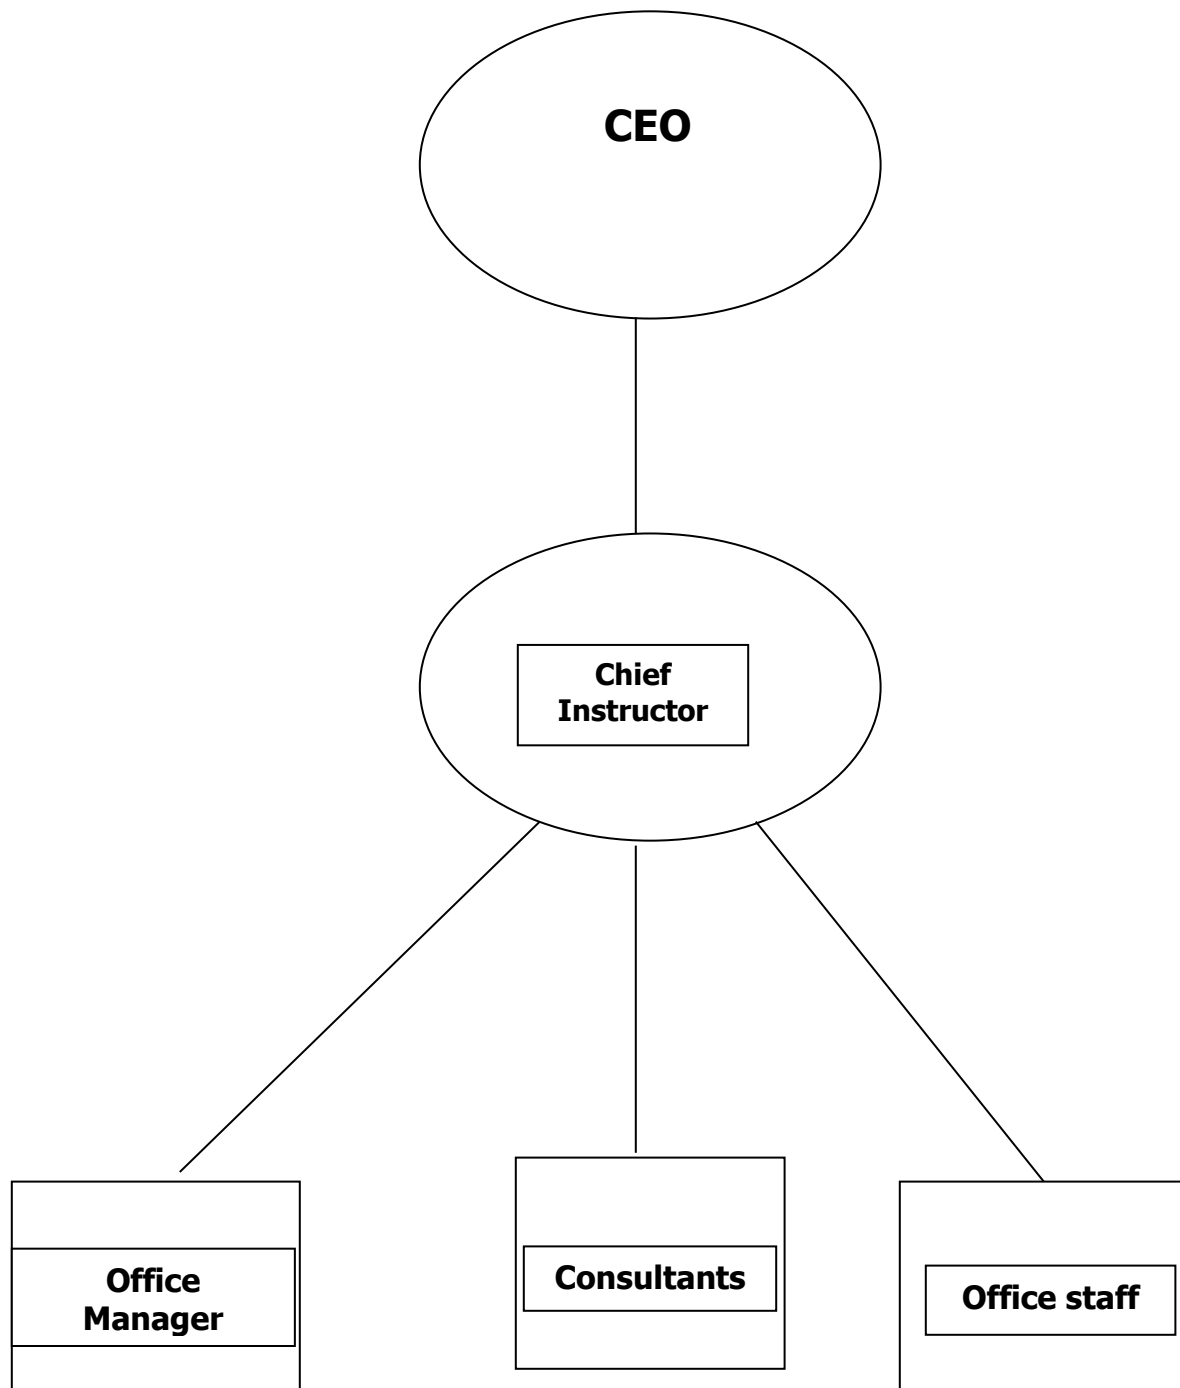 CEO
Chief
Instructor
Office
Manager
Consultants
Office staff